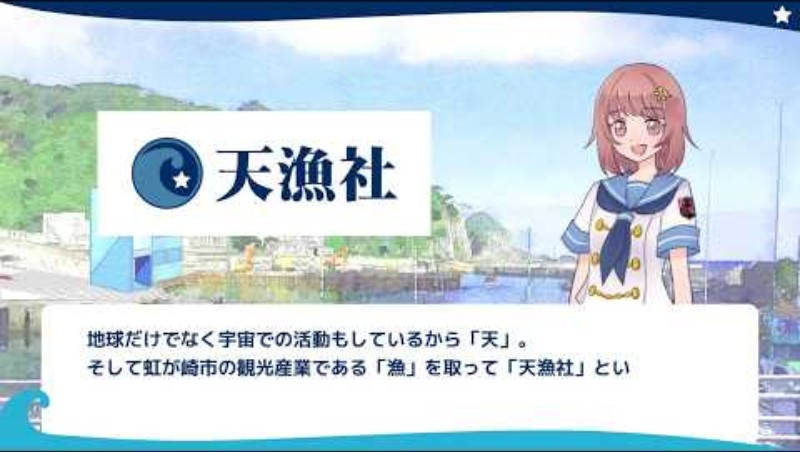 天漁社
地球だけでなく宇宙での活動もしているから「天」。
そして虹が崎市の観光産業である「漁」を取って「天漁社」とい